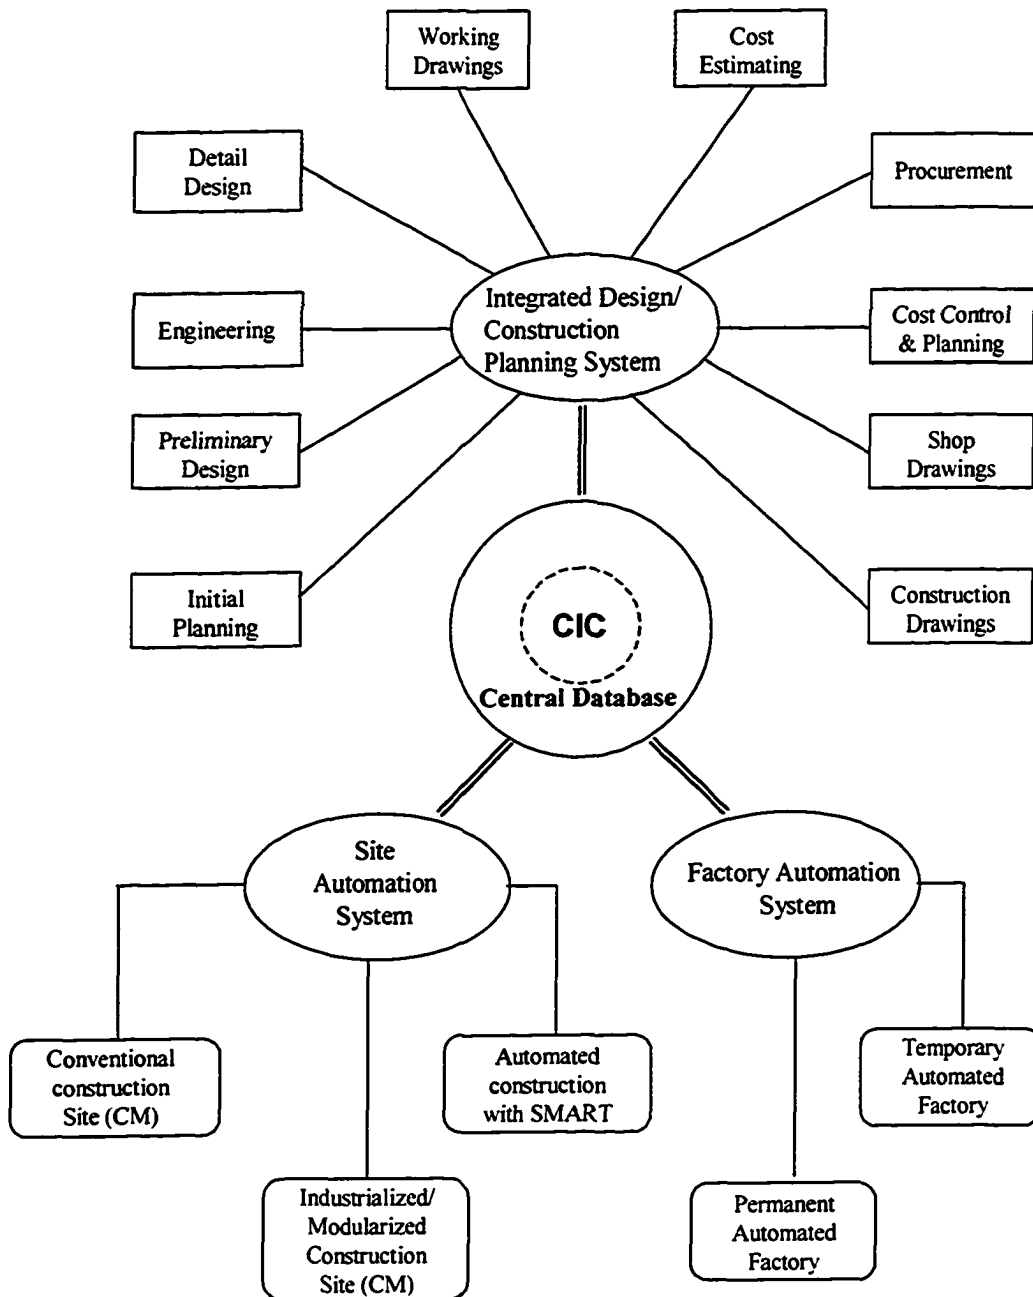 Working
Drawings
Cost
Estimating
Detail
Design
Procurement
Integrated Design/
Construction
Planning System
Engineering
Cost Control
& Planning
Preliminary
Design
Shop
Drawings
Initial
Planning
Construction
Drawings
CIC
Central Database
Site
Automation
System
Factory Automation
System
Conventional
construction
Site (CM)
Automated
construction
with SMART
Temporary
Automated
Factory
Industrialized/
Modularized
Construction
Site (CM)
Permanent
Automated
Factory